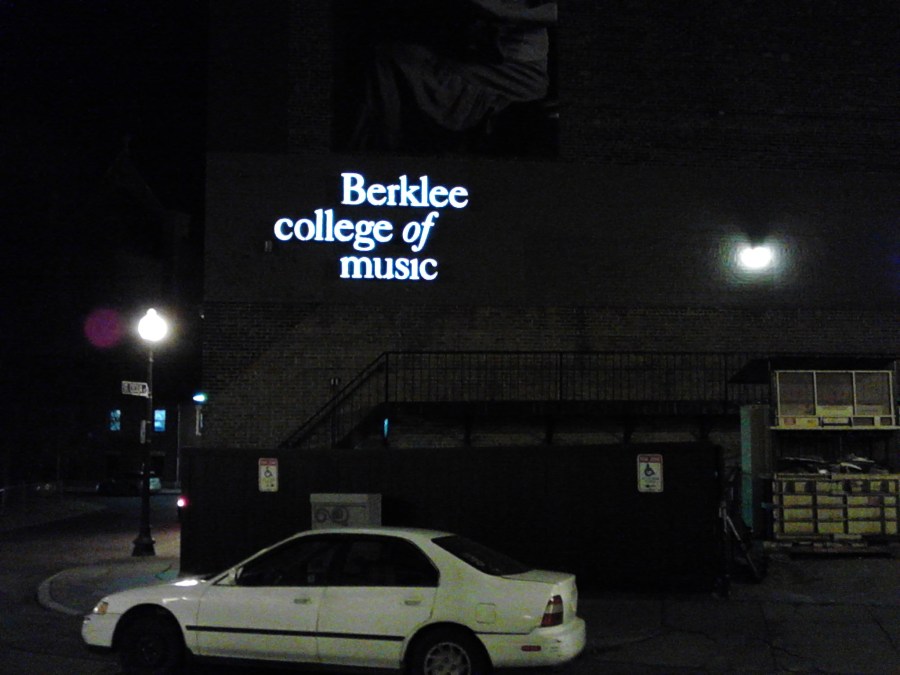 Berklee
college of
music